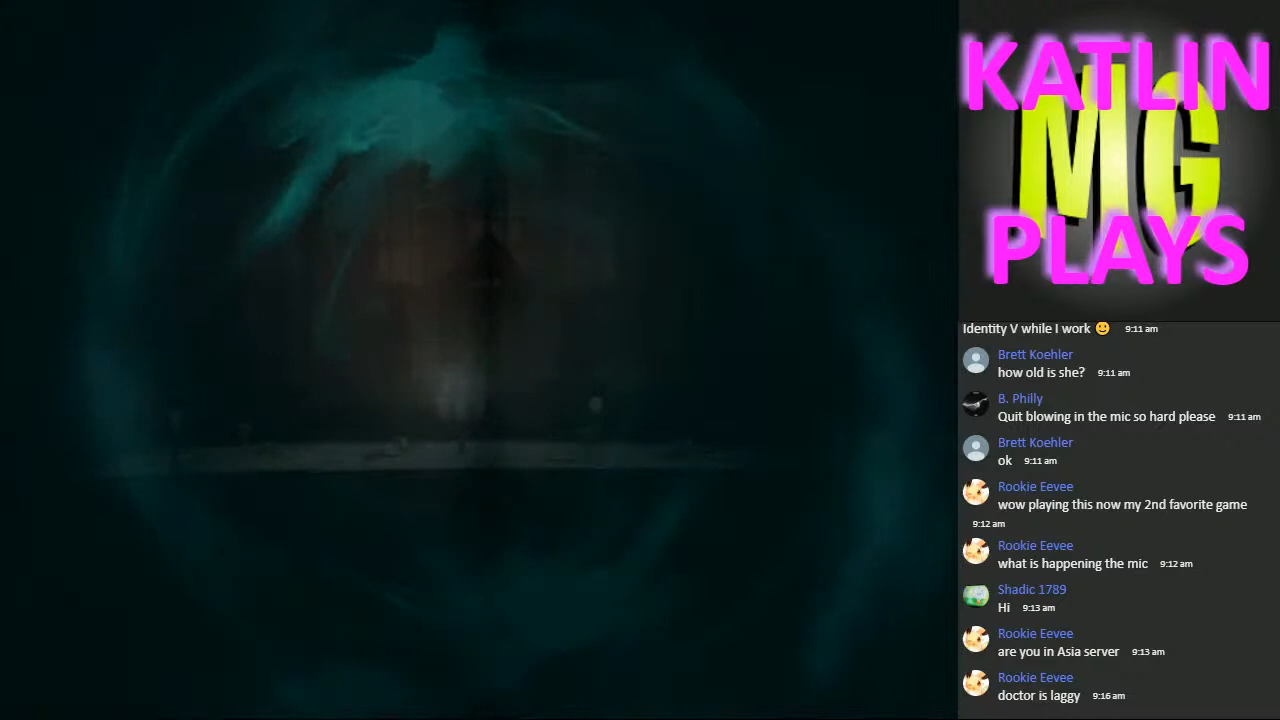 KATLIN
MG
PLAYS
Identity V while I work 🙂 9:11 am
Brett Koehler
how old is she? 9:11 am
B. Philly
Quit blowing in the mic so hard please 9:11 am
Brett Koehler
ok 9:11 am
Rookie Eevee
wow playing this now my 2nd favorite game
9:12 am
Rookie Eevee
what is happening the mic 9:12 am
Shadic 1789
Hi 9:13 am
Rookie Eevee
are you in Asia server 9:13 am
Rookie Eevee
doctor is laggy 9:16 am